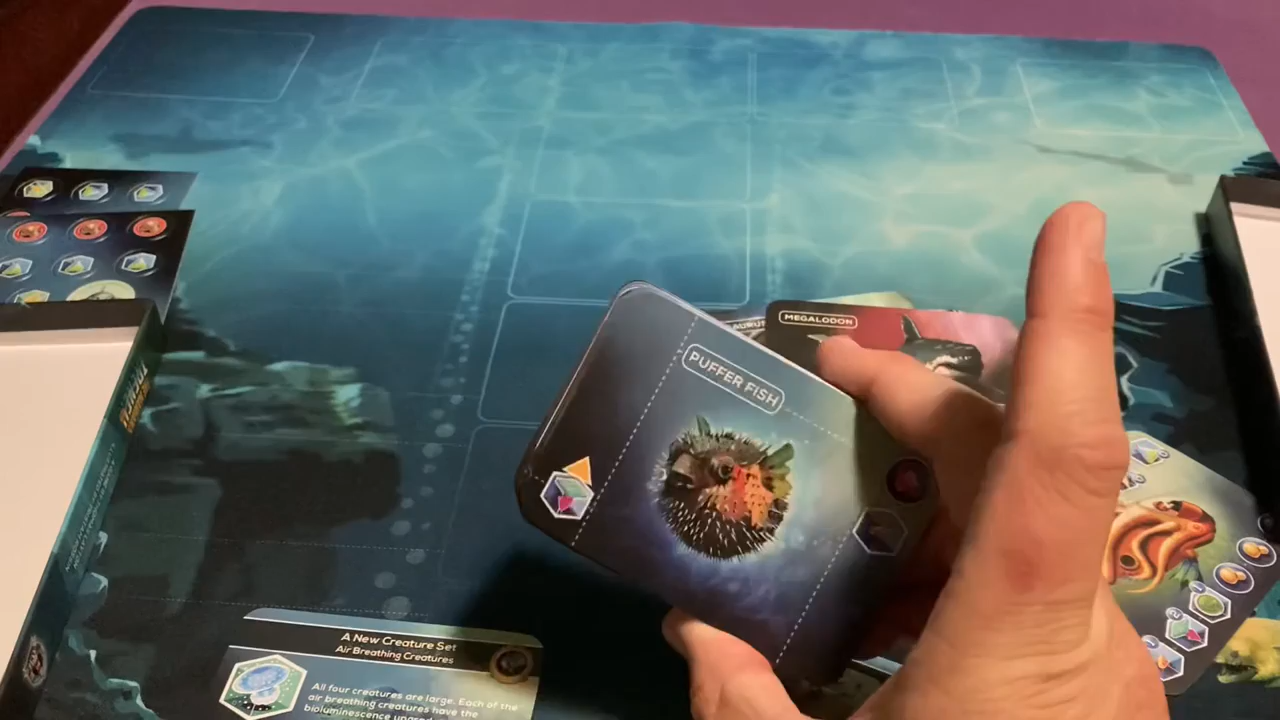 MEGALODON
PUFFER FISH
A New Creature Set
Air Breathing Creatures
All four creatures are large. Each of the
air breathing creatures have the
bioluminescence